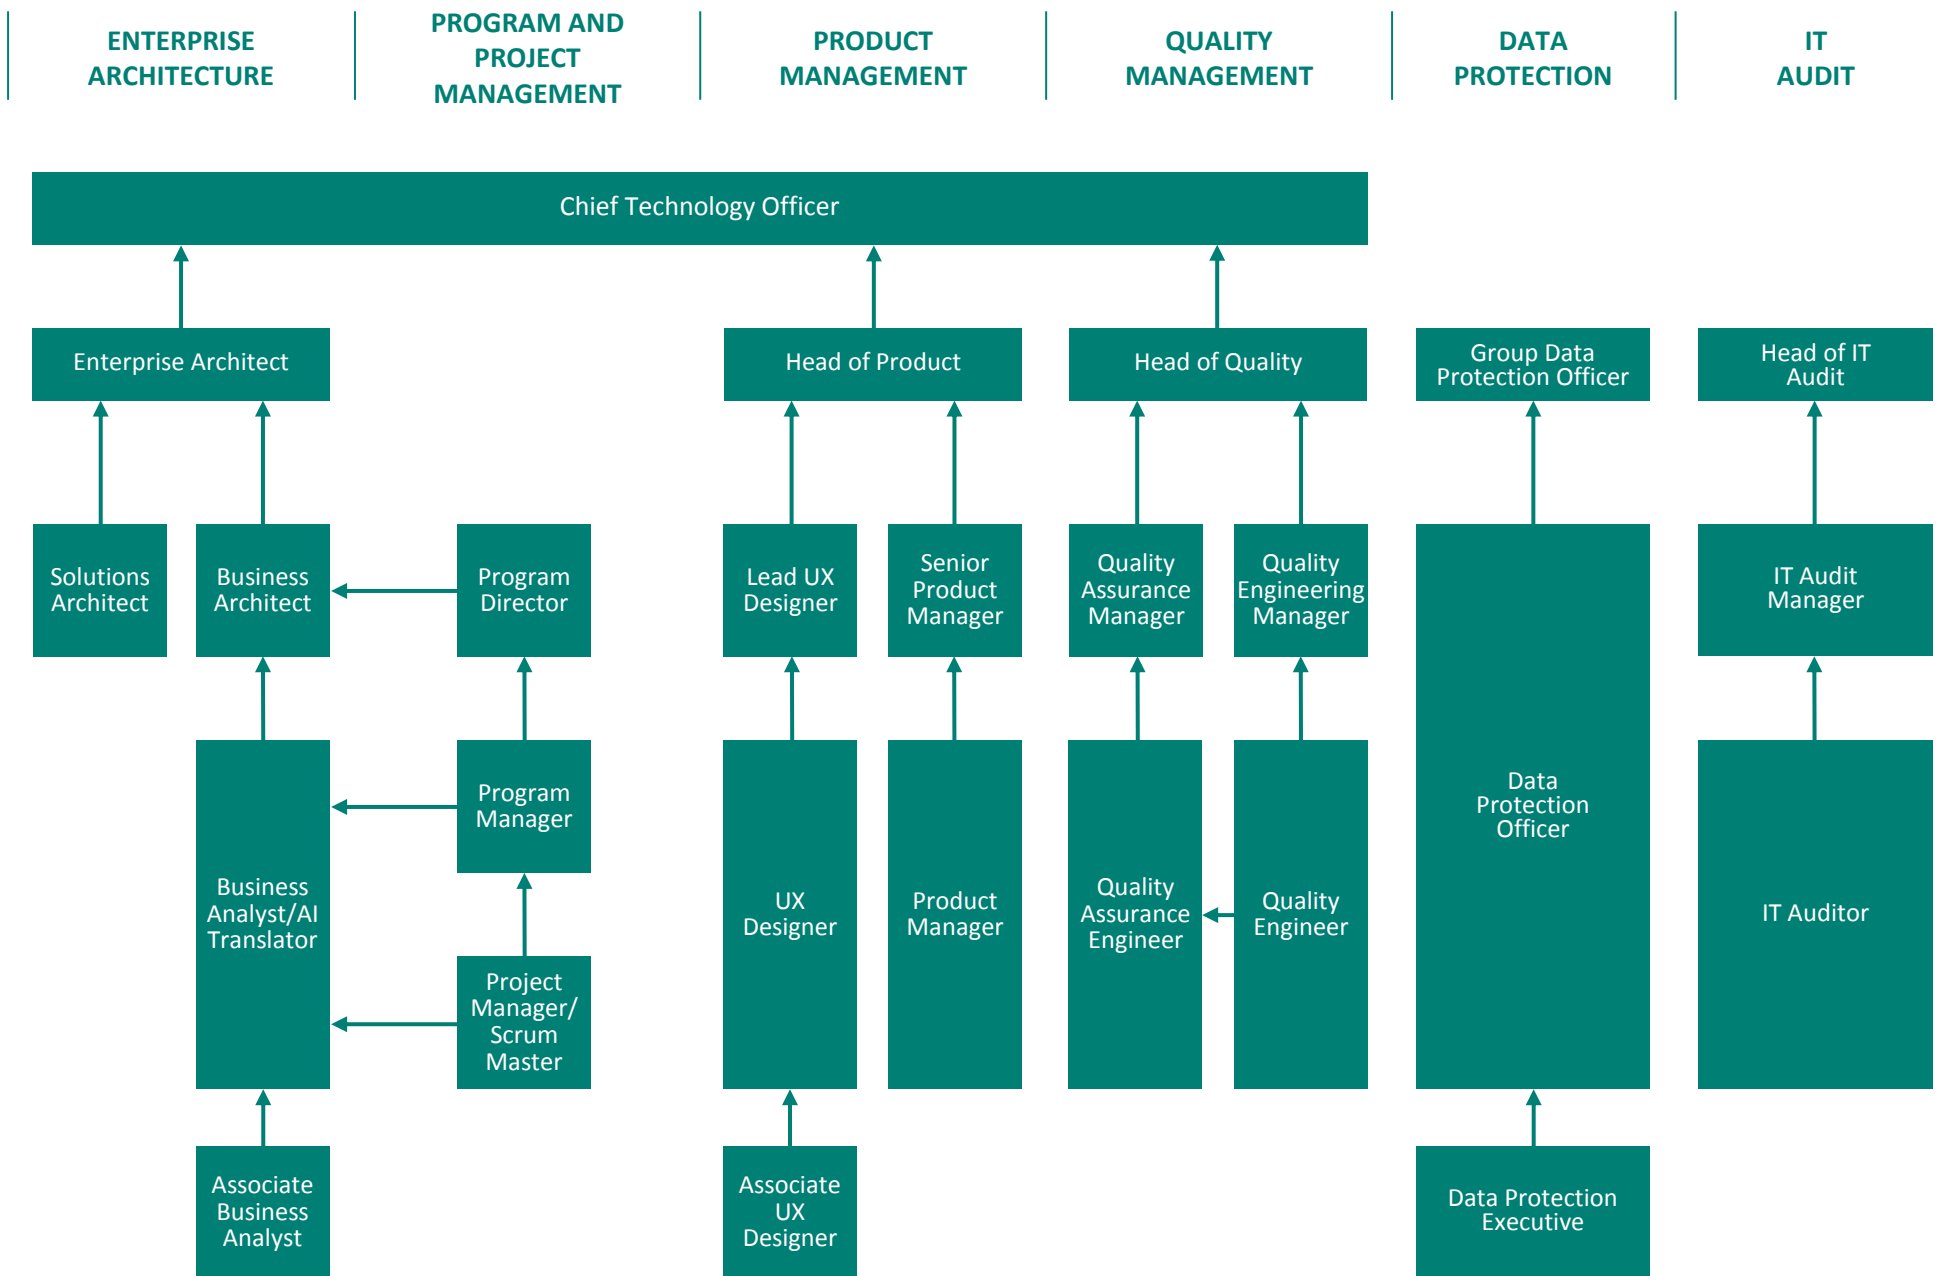 ENTERPRISE
ARCHITECTURE
PROGRAM AND
PROJECT
MANAGEMENT
PRODUCT
MANAGEMENT
QUALITY
MANAGEMENT
DATA
PROTECTION
IT
AUDIT
Chief Technology Officer
Enterprise Architect
Head of Product
Head of Quality
Group Data
Protection Officer
Head of IT
Audit
Solutions
Architect
Business
Architect
Program
Director
Lead UX
Designer
Senior
Product
Manager
Quality
Assurance
Manager
Quality
Engineering
Manager
IT Audit
Manager
Program
Manager
Data
Protection
Officer
Business
Analyst/AI
Translator
UX
Designer
Product
Manager
Quality
Assurance
Engineer
Quality
Engineer
IT Auditor
Project
Manager/
Scrum
Master
Associate
Business
Analyst
Associate
UX
Designer
Data Protection
Executive